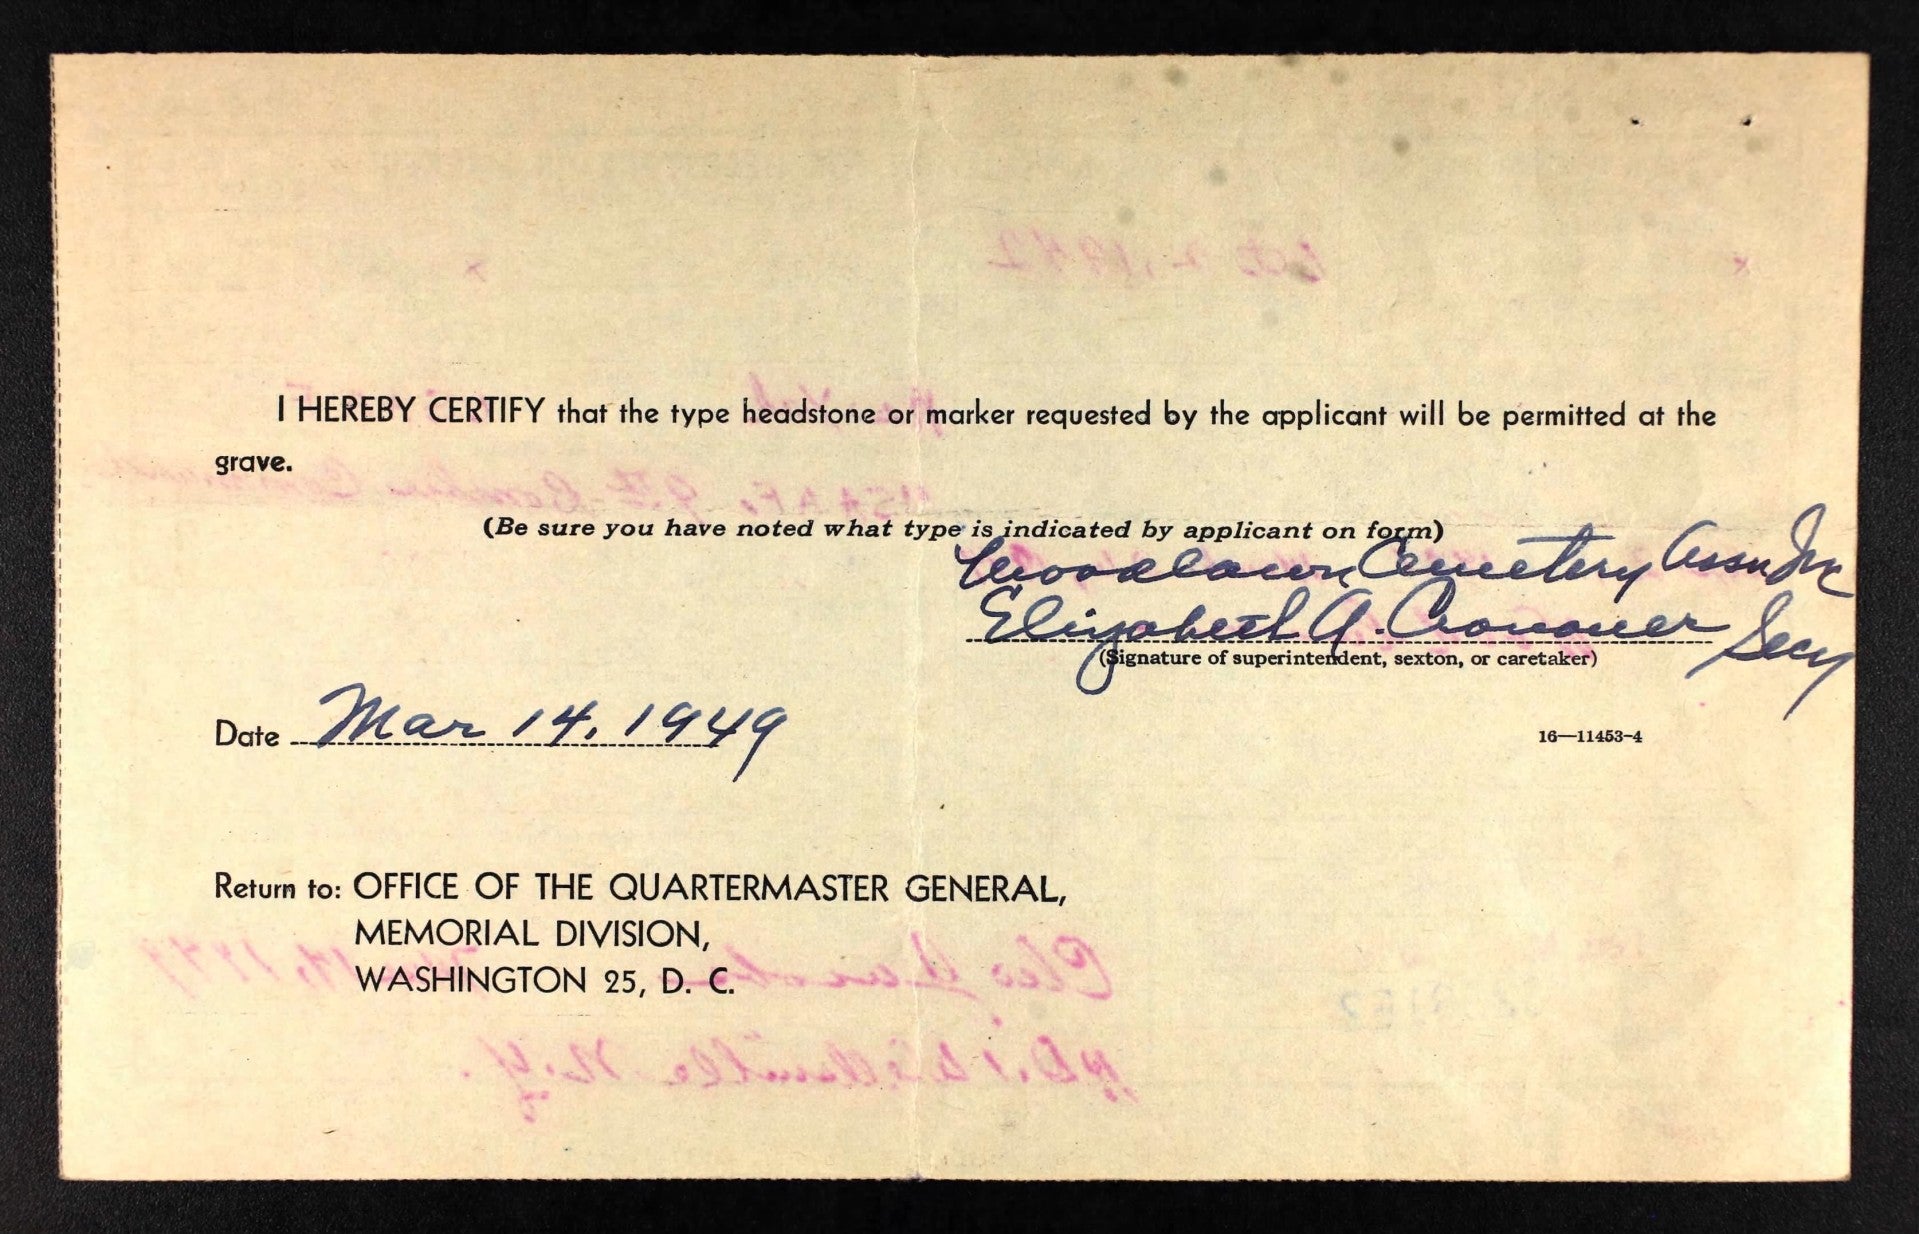 I HEREBY CERTIFY that the type headstone or marker requested by the applicant will be permitted at the
grave.
(Be sure you have noted what type is indicated by applicant on form)
Woodlawn Cemetery Assn Inc
Elizabeth A. Cronouer Secy
(Signature of superintendent, sexton, or caretaker)
Date Mar 14, 1949
16—11453-4
Return to: OFFICE OF THE QUARTERMASTER GENERAL,
MEMORIAL DIVISION,
WASHINGTON 25, D. C.